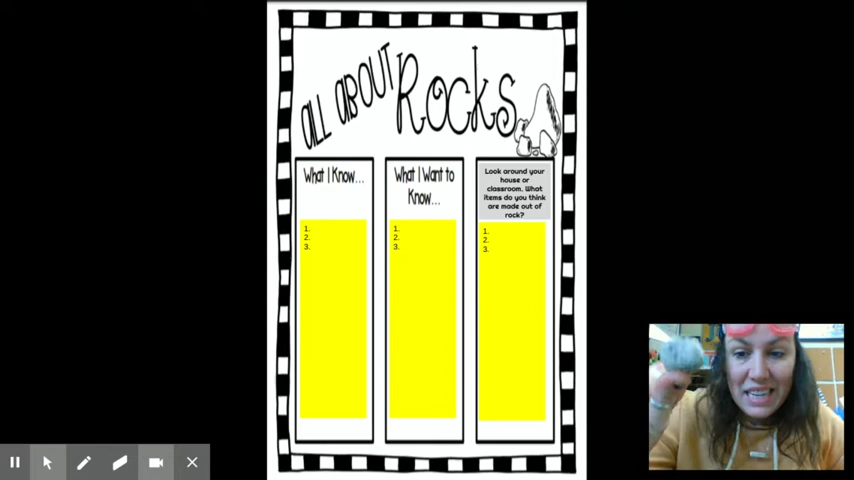 ALL ABOUT Rocks
What I Know...
1.
2.
3.
What I Want to
Know...
1.
2.
3.
Look around your
house or
classroom. What
items do you think
are made out of
rock?
1.
2.
3.